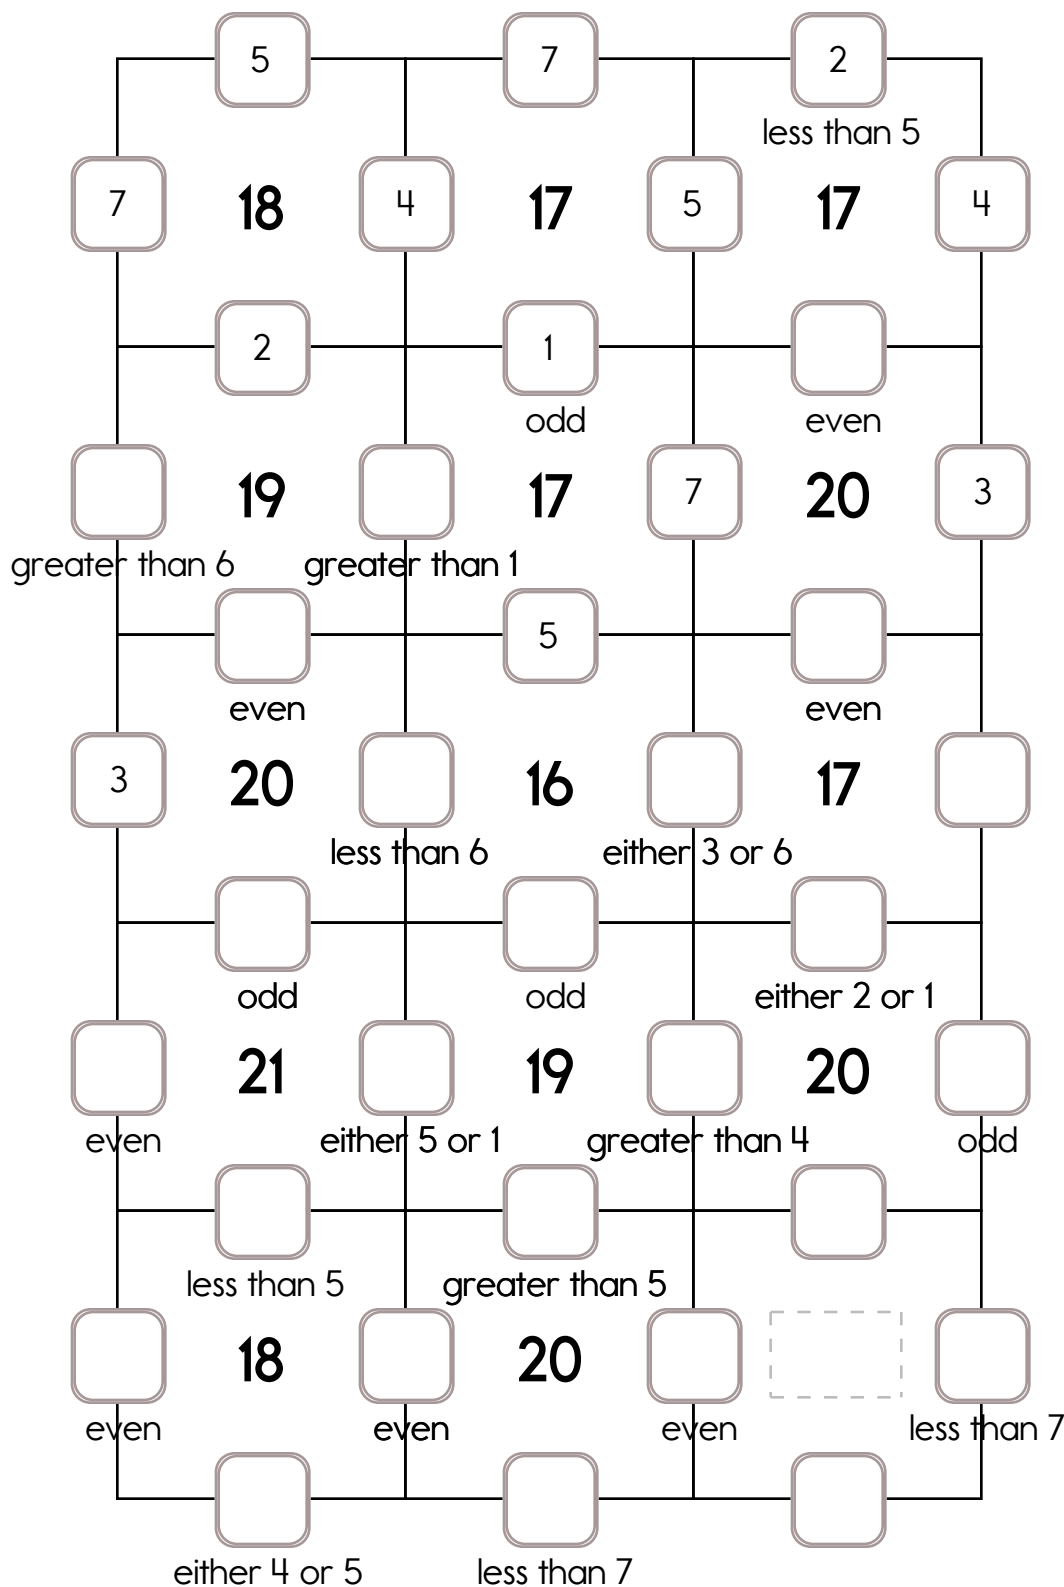 5 7 2
less than 5
7 18 4 17 5 17 4
2 1
odd even
19 17 7 20 3
greater than 6 greater than 1
5
even even
3 20 16 17
less than 6 either 3 or 6
odd odd either 2 or 1
21 19 20
even either 5 or 1 greater than 4 odd
less than 5 greater than 5
18 20
even even even less than 7
either 4 or 5 less than 7